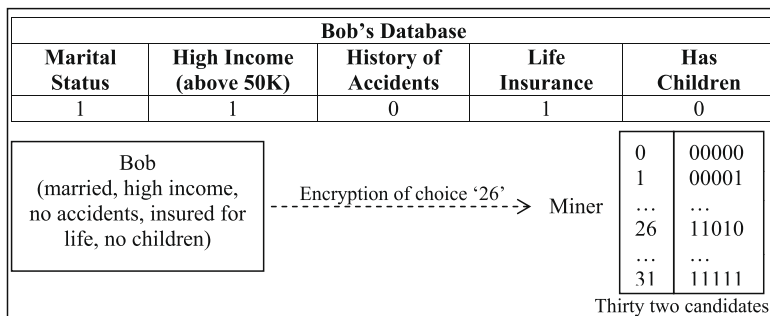 Bob's Database
Marital Status
High Income (above 50K)
History of Accidents
Life Insurance
Has Children
1 1 0 1 0
Bob
(married, high income,
no accidents, insured for
life, no children)
Encryption of choice '26'
Miner
0 00000
1 00001
... ...
26 11010
... ...
31 11111
Thirty two candidates